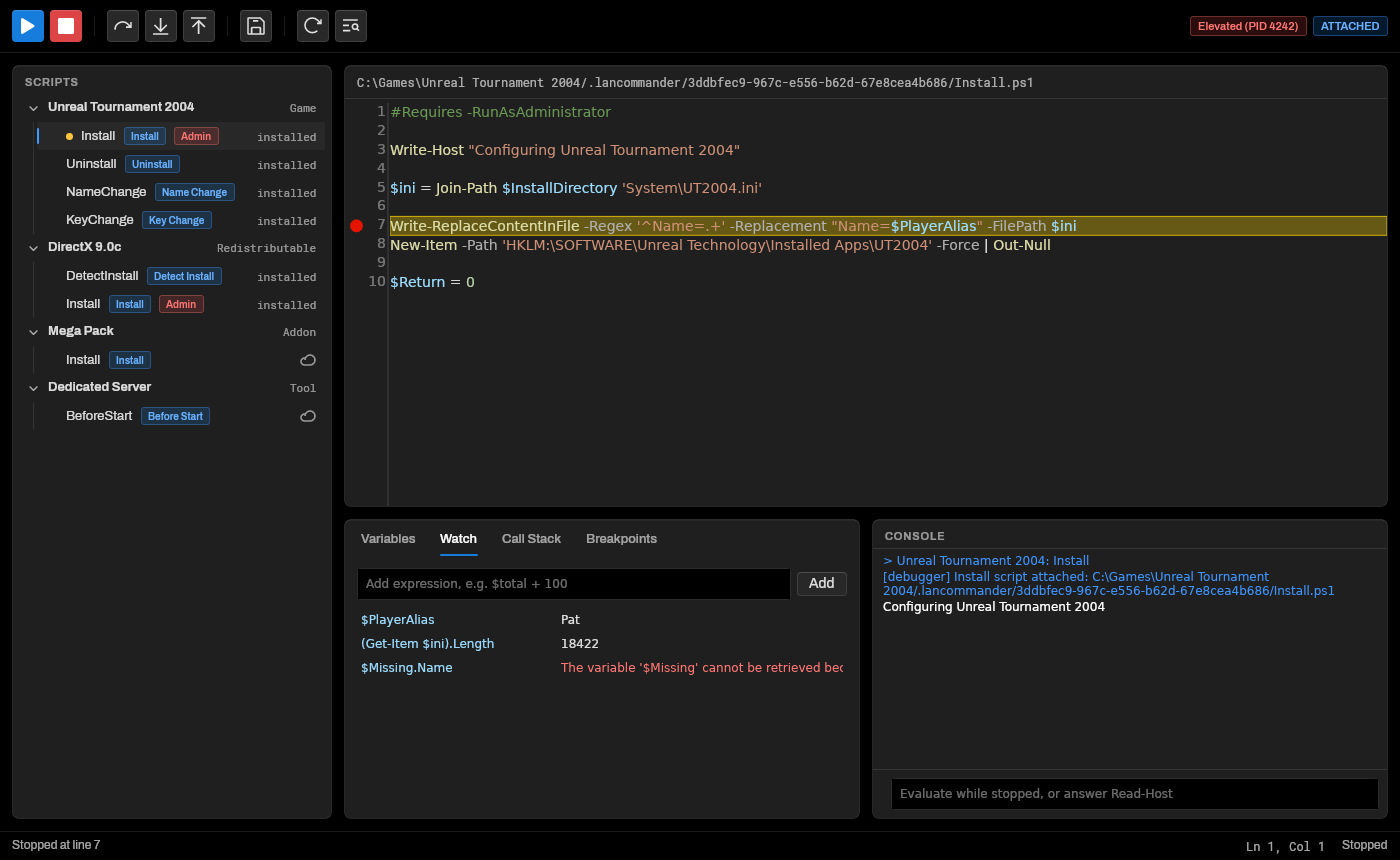 Elevated (PID 4242) ATTACHED
SCRIPTS
Unreal Tournament 2004 Game
Install Install Admin installed
Uninstall Uninstall installed
NameChange Name Change installed
KeyChange Key Change installed
DirectX 9.0c Redistributable
DetectInstall Detect Install installed
Install Install Admin installed
Mega Pack Addon
Install Install
Dedicated Server Tool
BeforeStart Before Start
C:\Games\Unreal Tournament 2004/.lancommander/3ddbfec9-967c-e556-b62d-67e8cea4b686/Install.ps1
1 #Requires -RunAsAdministrator
2
3 Write-Host "Configuring Unreal Tournament 2004"
4
5 $ini = Join-Path $InstallDirectory 'System\UT2004.ini'
6
7 Write-ReplaceContentInFile -Regex '^Name=.+' -Replacement "Name=$PlayerAlias" -FilePath $ini
8 New-Item -Path 'HKLM:\SOFTWARE\Unreal Technology\Installed Apps\UT2004' -Force | Out-Null
9
10 $Return = 0
Variables Watch Call Stack Breakpoints
Add expression, e.g. $total + 100 Add
$PlayerAlias Pat
(Get-Item $ini).Length 18422
$Missing.Name The variable '$Missing' cannot be retrieved bec
CONSOLE
> Unreal Tournament 2004: Install
[debugger] Install script attached: C:\Games\Unreal Tournament
2004/.lancommander/3ddbfec9-967c-e556-b62d-67e8cea4b686/Install.ps1
Configuring Unreal Tournament 2004
Evaluate while stopped, or answer Read-Host
Stopped at line 7 Ln 1, Col 1 Stopped